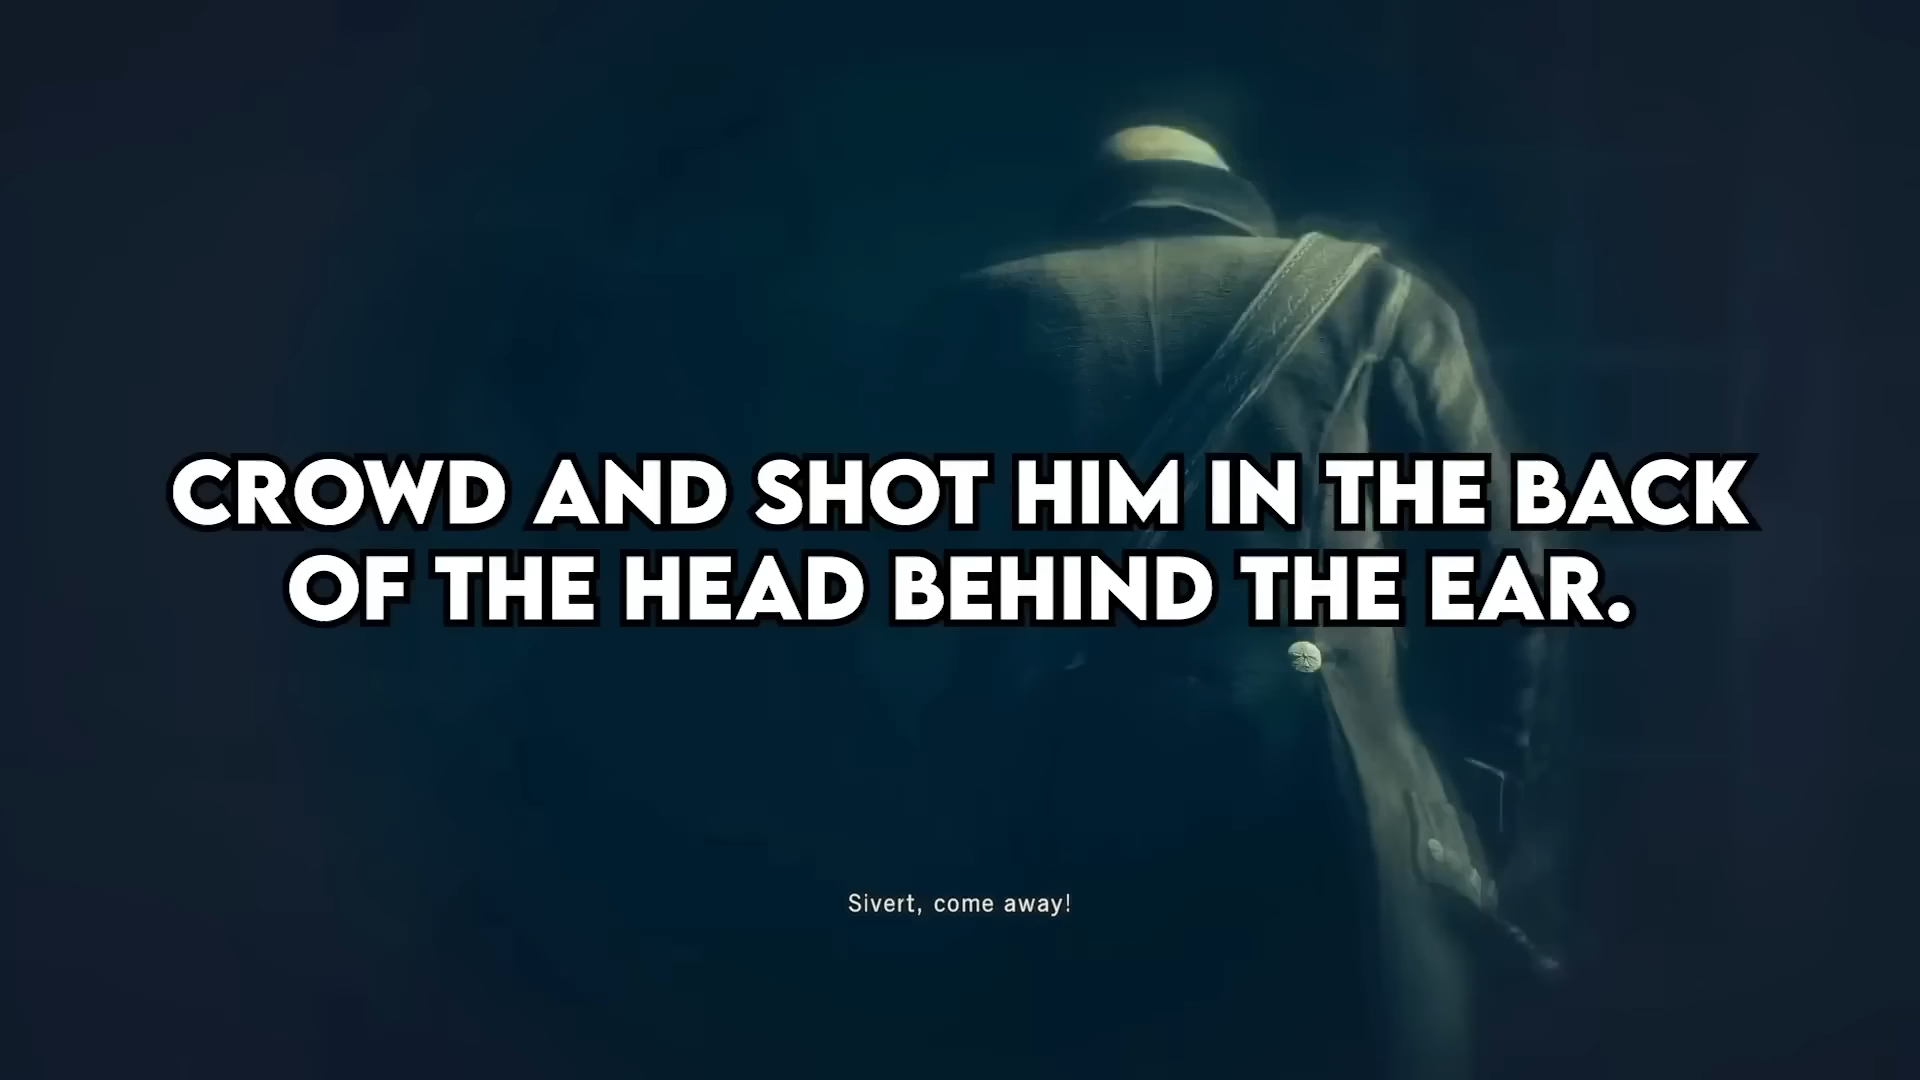 CROWD AND SHOT HIM IN THE BACK
OF THE HEAD BEHIND THE EAR.
Sivert, come away!